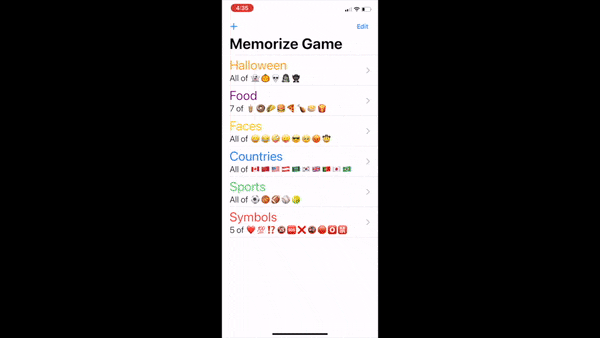 4:35
+ Edit
Memorize Game
Halloween
All of
Food
7 of
Faces
All of
Countries
All of
Sports
All of
Symbols
5 of